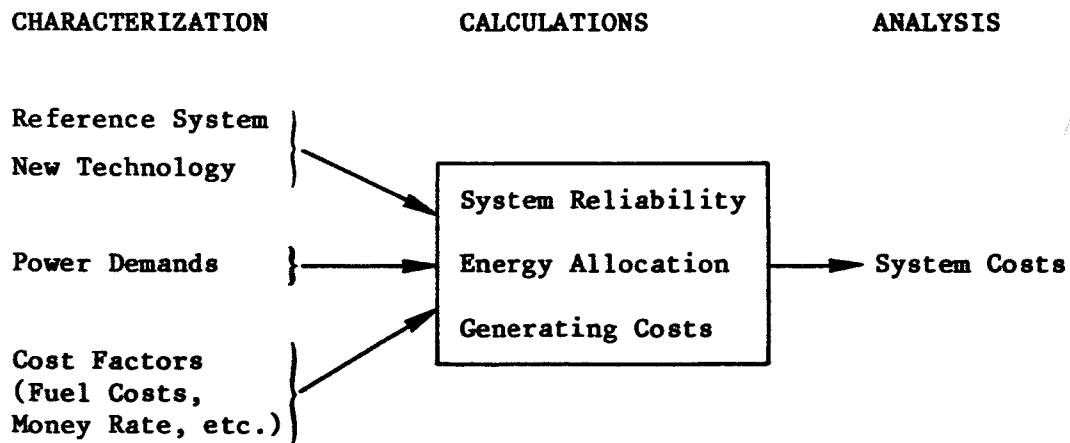 CHARACTERIZATION CALCULATIONS ANALYSIS
Reference System
New Technology
Power Demands
Cost Factors
(Fuel Costs,
Money Rate, etc.)
System Reliability
Energy Allocation
Generating Costs
System Costs